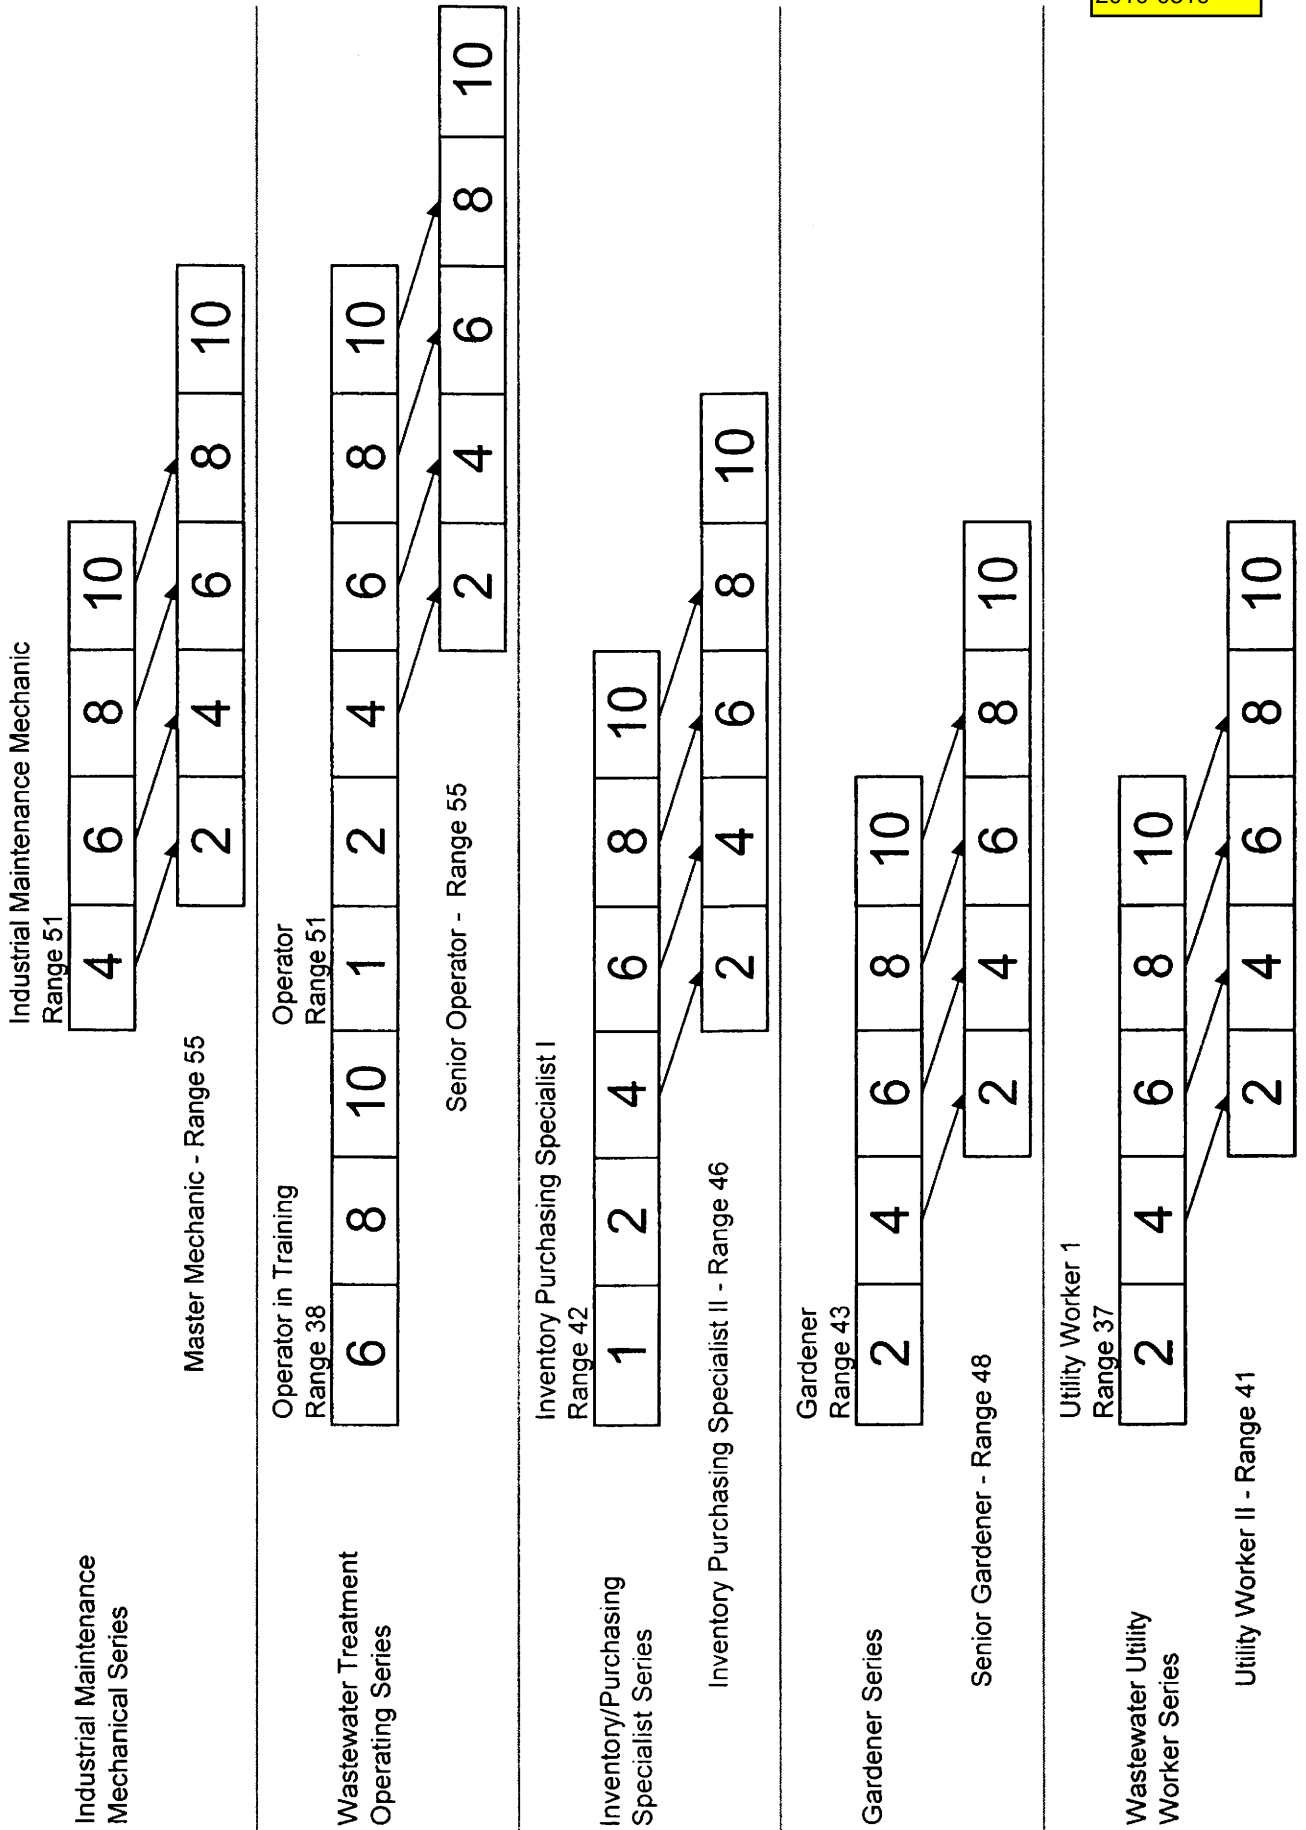 Industrial Maintenance Mechanic
Range 51
Industrial Maintenance
Mechanical Series
4 6 8 10
Master Mechanic - Range 55
2 4 6 8 10
Operator in Training
Range 38
Operator
Range 51
Wastewater Treatment
Operating Series
6 8 10 1 2 4 6 8 10
Senior Operator - Range 55
2 4 6 8 10
Inventory Purchasing Specialist I
Range 42
Inventory/Purchasing
Specialist Series
1 2 4 6 8 10
Inventory Purchasing Specialist II - Range 46
2 4 6 8 10
Gardener
Range 43
Gardener Series
2 4 6 8 10
Senior Gardener - Range 48
2 4 6 8 10
Utility Worker 1
Range 37
Wastewater Utility
Worker Series
2 4 6 8 10
Utility Worker II - Range 41
2 4 6 8 10